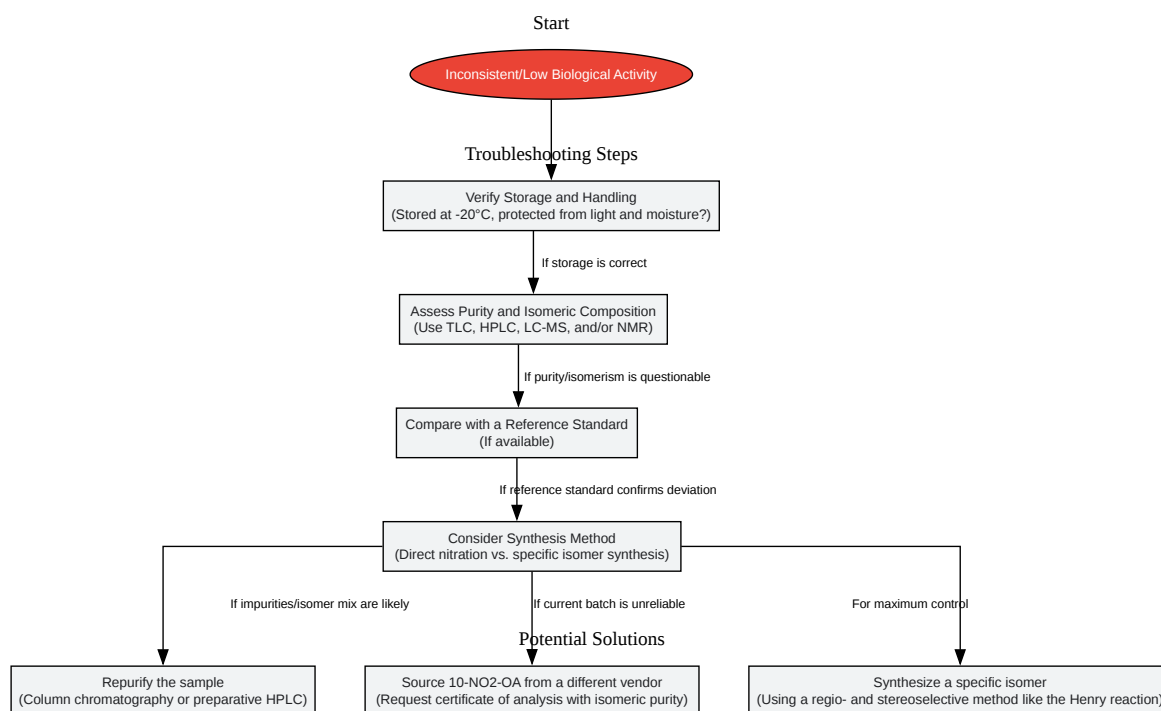 Start
Inconsistent/Low Biological Activity
Troubleshooting Steps
Verify Storage and Handling
(Stored at -20°C, protected from light and moisture?)
If storage is correct
Assess Purity and Isomeric Composition
(Use TLC, HPLC, LC-MS, and/or NMR)
If purity/isomerism is questionable
Compare with a Reference Standard
(If available)
If reference standard confirms deviation
Consider Synthesis Method
(Direct nitration vs. specific isomer synthesis)
If impurities/isomer mix are likely
If current batch is unreliable
For maximum control
Potential Solutions
Repurify the sample
(Column chromatography or preparative HPLC)
Source 10-NO2-OA from a different vendor
(Request certificate of analysis with isomeric purity)
Synthesize a specific isomer
(Using a regio- and stereoselective method like the Henry reaction)